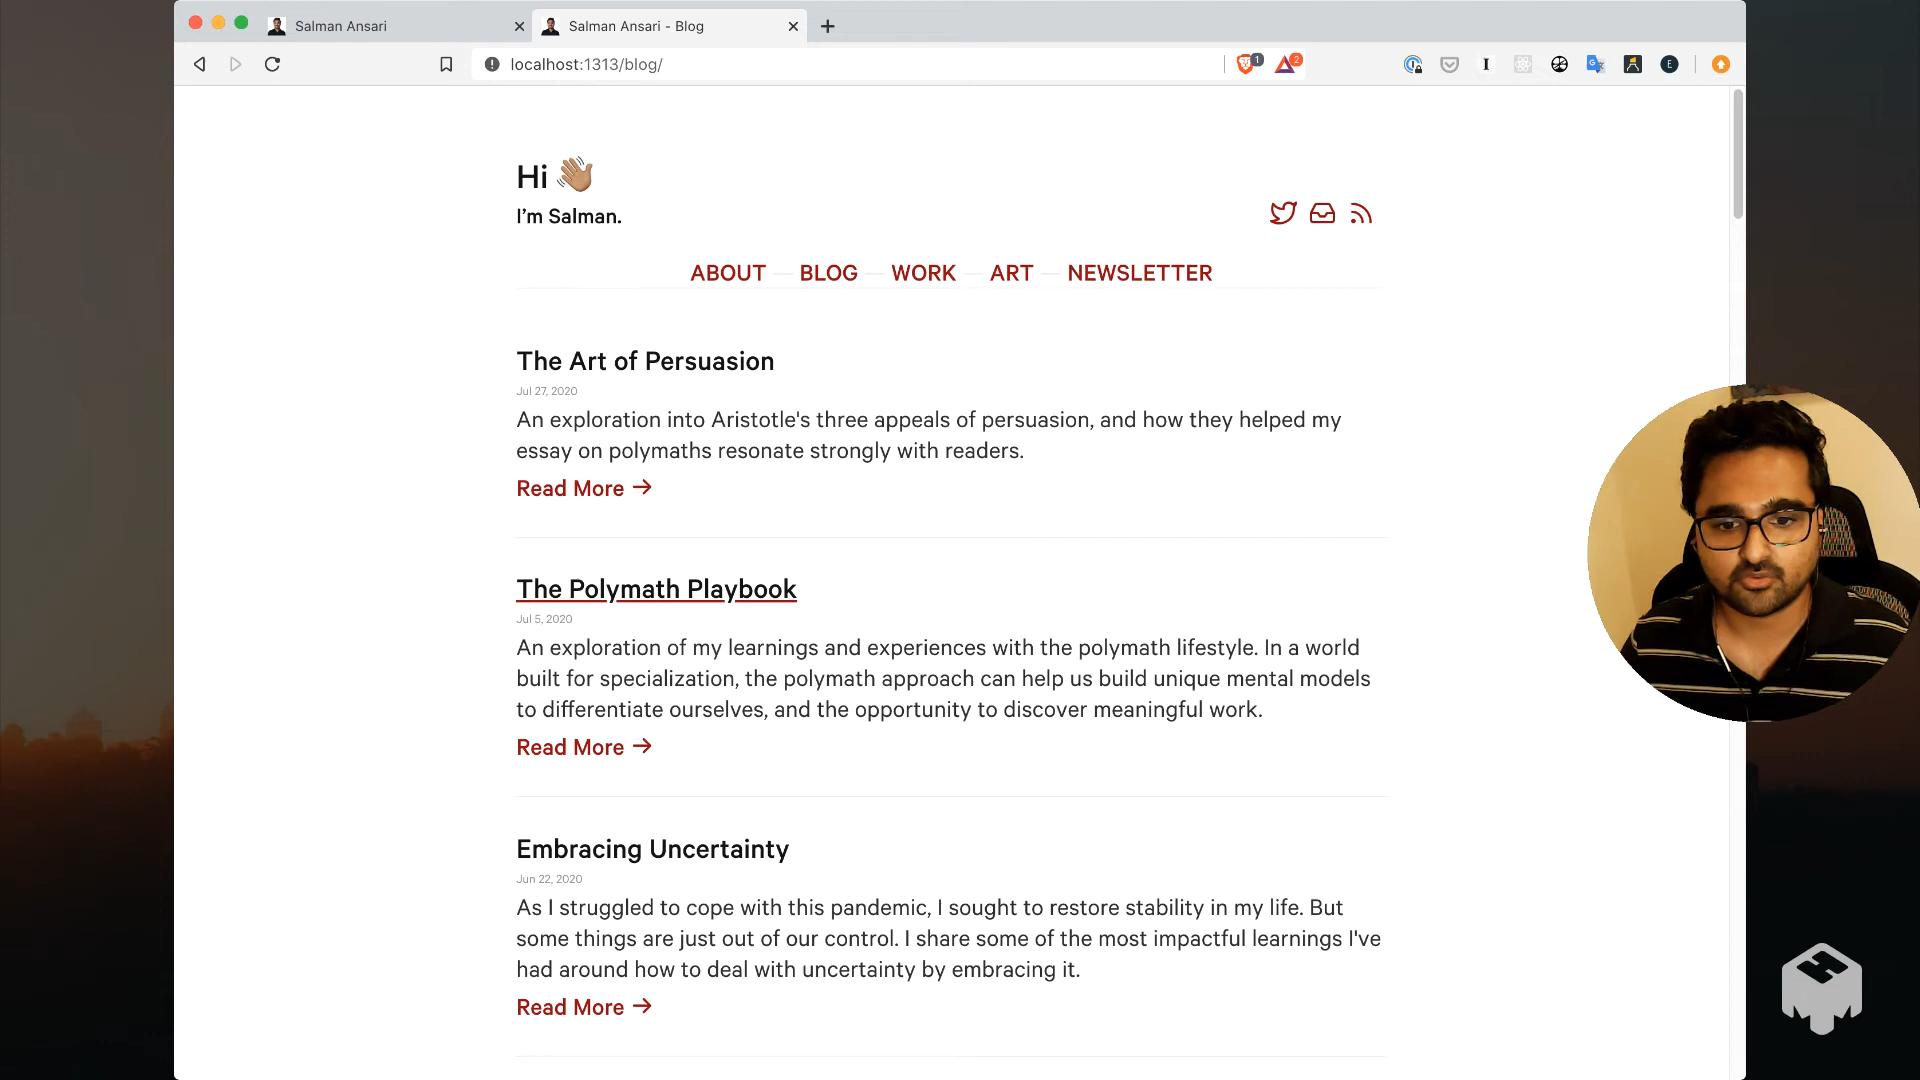 Salman Ansari
Salman Ansari - Blog
localhost:1313/blog/
1
2
I
E
Hi 👋🏽
I'm Salman.
ABOUT — BLOG — WORK — ART — NEWSLETTER
The Art of Persuasion
Jul 27, 2020
An exploration into Aristotle's three appeals of persuasion, and how they helped my
essay on polymaths resonate strongly with readers.
Read More →
The Polymath Playbook
Jul 5, 2020
An exploration of my learnings and experiences with the polymath lifestyle. In a world
built for specialization, the polymath approach can help us build unique mental models
to differentiate ourselves, and the opportunity to discover meaningful work.
Read More →
Embracing Uncertainty
Jun 22, 2020
As I struggled to cope with this pandemic, I sought to restore stability in my life. But
some things are just out of our control. I share some of the most impactful learnings I've
had around how to deal with uncertainty by embracing it.
Read More →